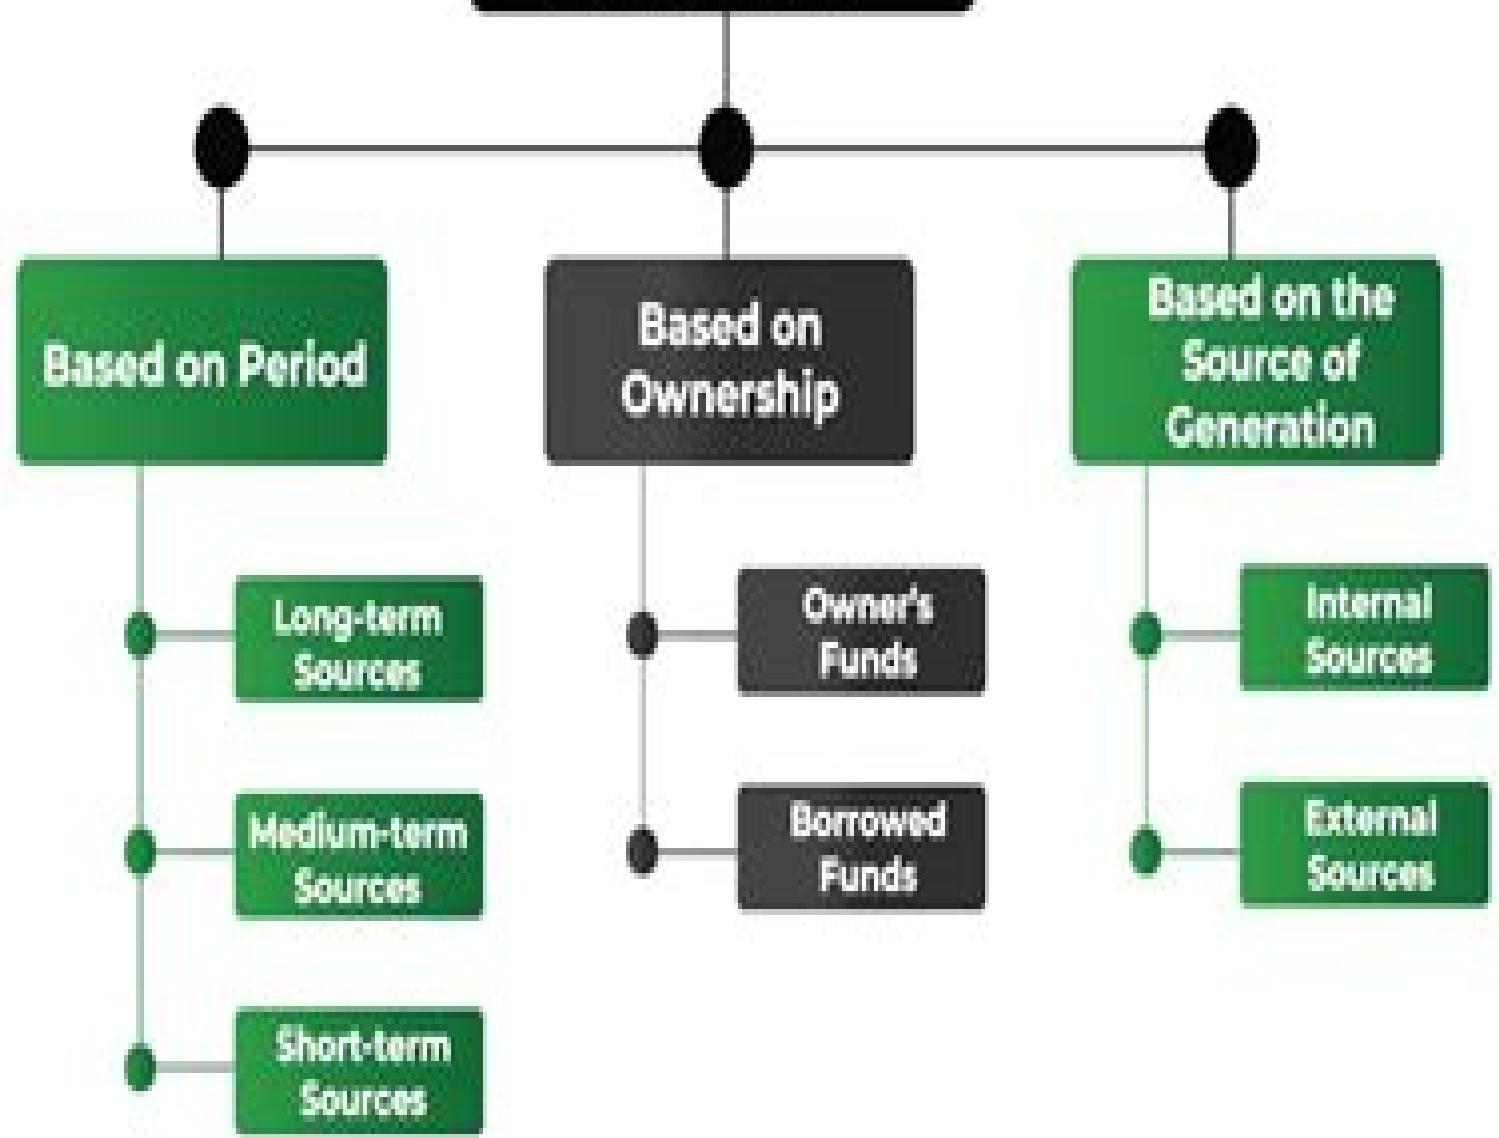 Based on Period
Based on
Ownership
Based on the
Source of
Generation
Long-term
Sources
Medium-term
Sources
Short-term
Sources
Owner's
Funds
Borrowed
Funds
Internal
Sources
External
Sources